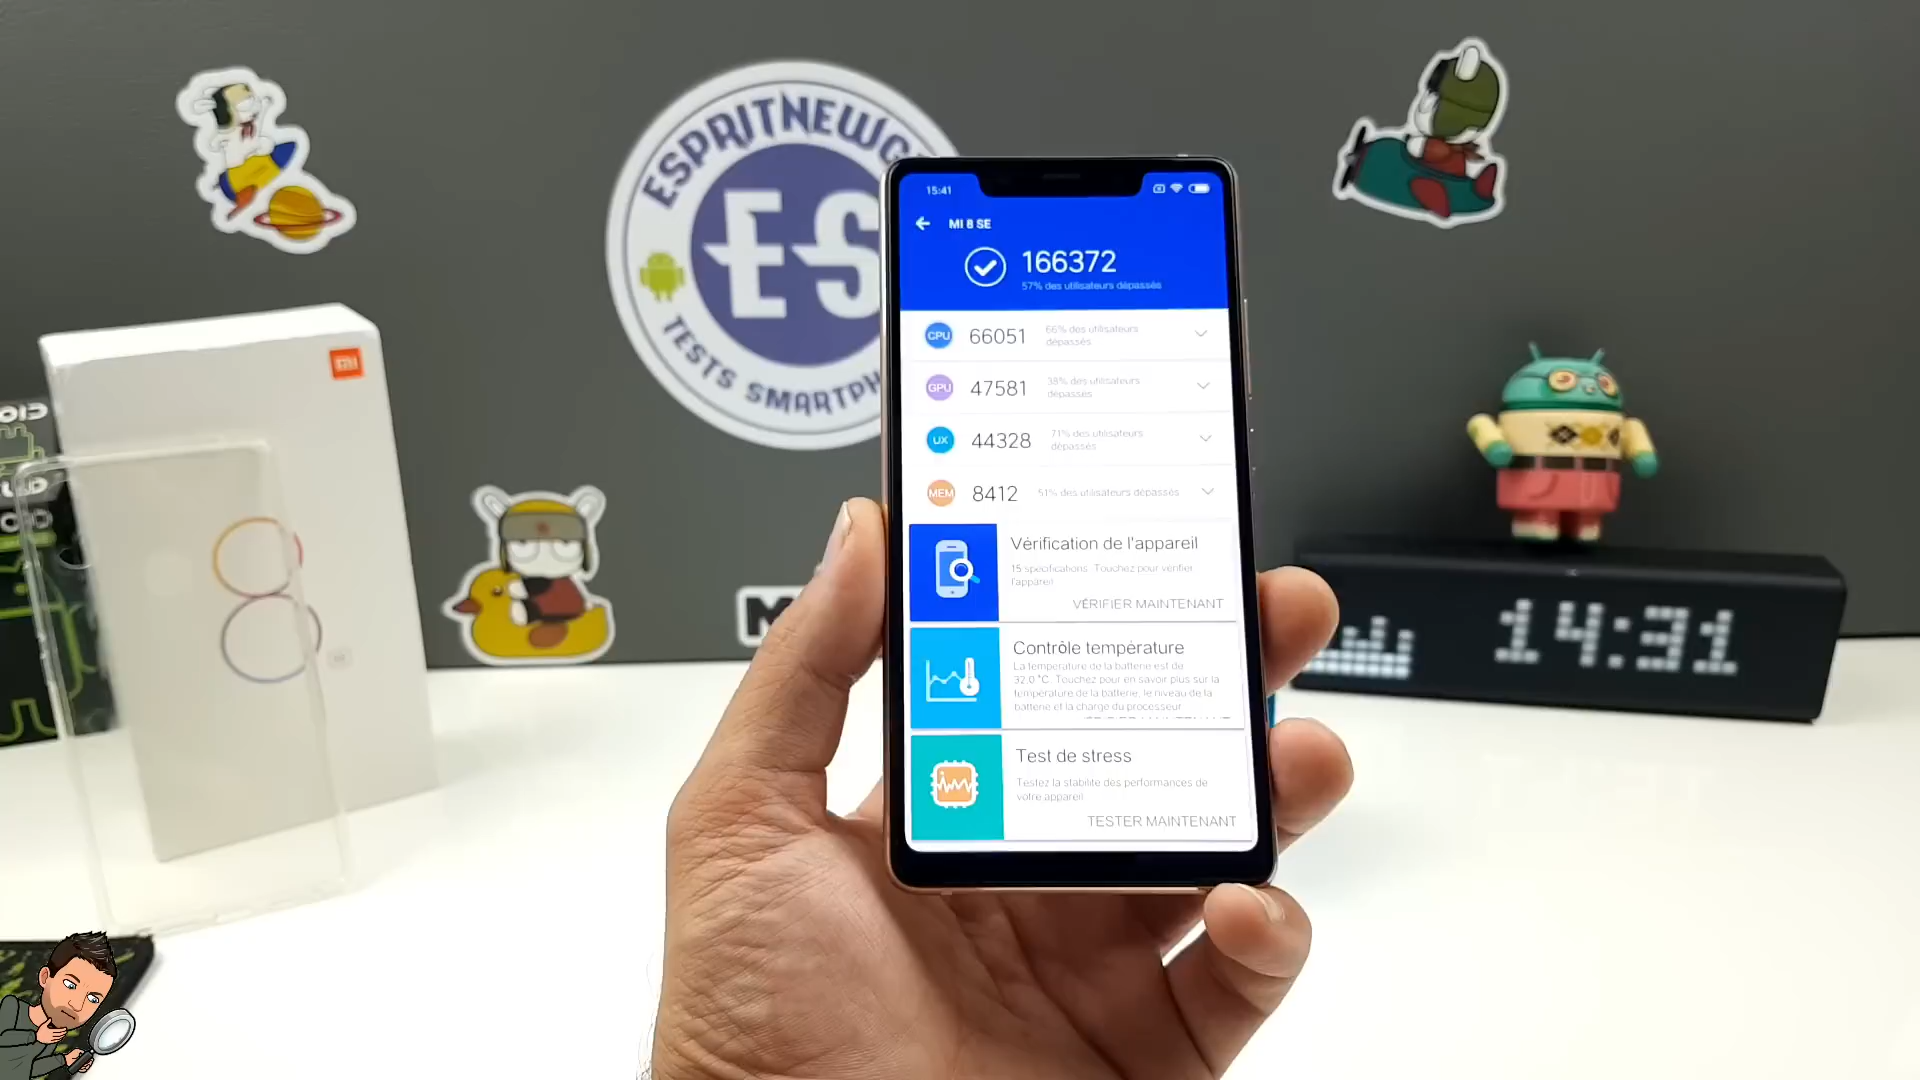 ESPRITNEWG
ES
TESTS SMARTPH
MI
15:41
MI 8 SE
166372
57% des utilisateurs dépassés
CPU
66051
66% des utilisateurs
dépassés
GPU
47581
38% des utilisateurs
dépassés
UX
44328
71% des utilisateurs
dépassés
MEM
8412
51% des utilisateurs dépassés
Vérification de l'appareil
15 spécifications. Touchez pour vérifier
l'appareil
VÉRIFIER MAINTENANT
Contrôle température
La température de la batterie est de
32.0 °C. Touchez pour en savoir plus sur la
température de la batterie, le niveau de la
batterie et la charge du processeur
Test de stress
Testez la stabilité des performances de
votre appareil
TESTER MAINTENANT
14:31